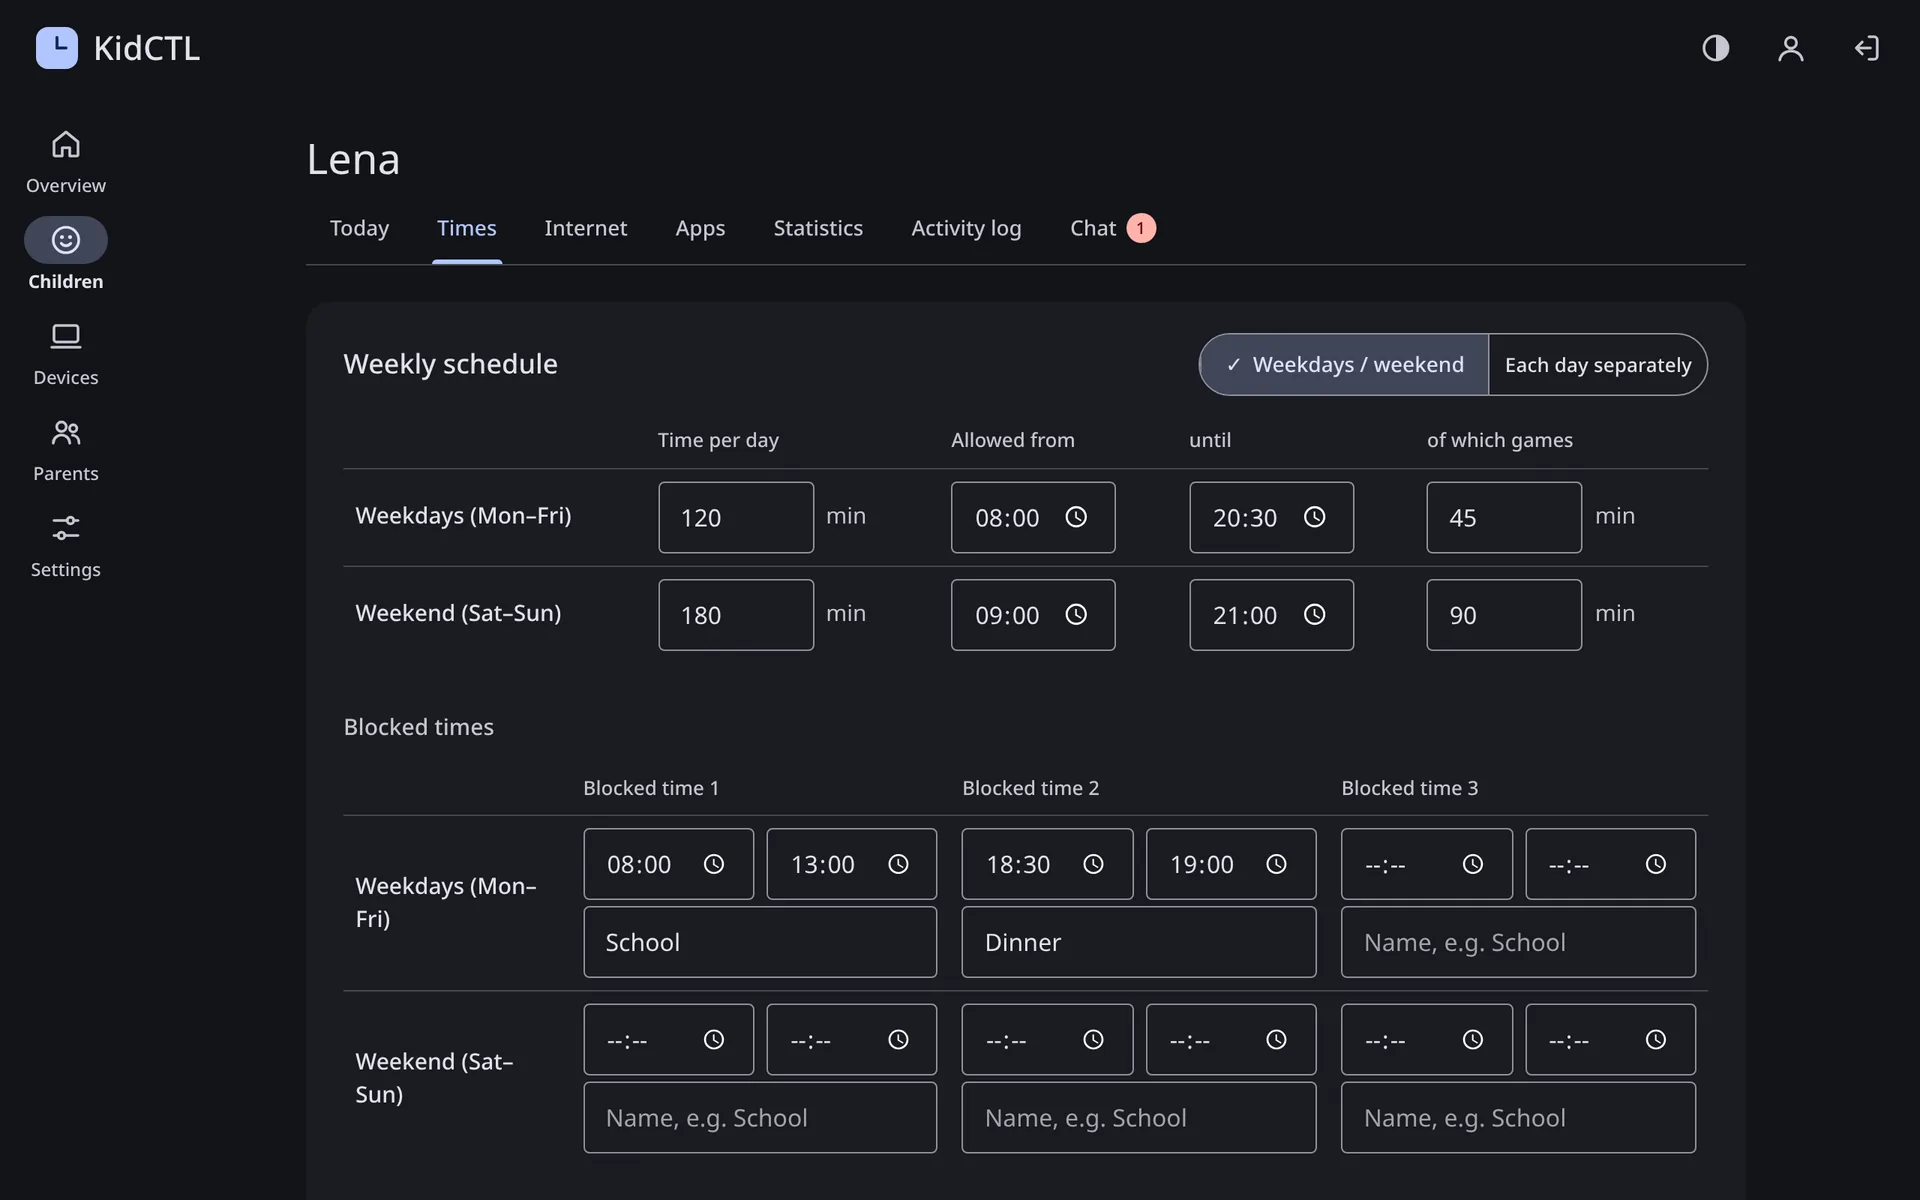 KidCTL
Overview
Children
Devices
Parents
Settings
Lena
Today Times Internet Apps Statistics Activity log Chat 1
Weekly schedule ✓ Weekdays / weekend Each day separately
Time per day Allowed from until of which games
Weekdays (Mon–Fri) 120 min 08:00 20:30 45 min
Weekend (Sat–Sun) 180 min 09:00 21:00 90 min
Blocked times
Blocked time 1 Blocked time 2 Blocked time 3
Weekdays (Mon–
Fri)
08:00 13:00 18:30 19:00 --:-- --:--
School Dinner Name, e.g. School
Weekend (Sat–
Sun)
--:-- --:-- --:-- --:-- --:-- --:--
Name, e.g. School Name, e.g. School Name, e.g. School